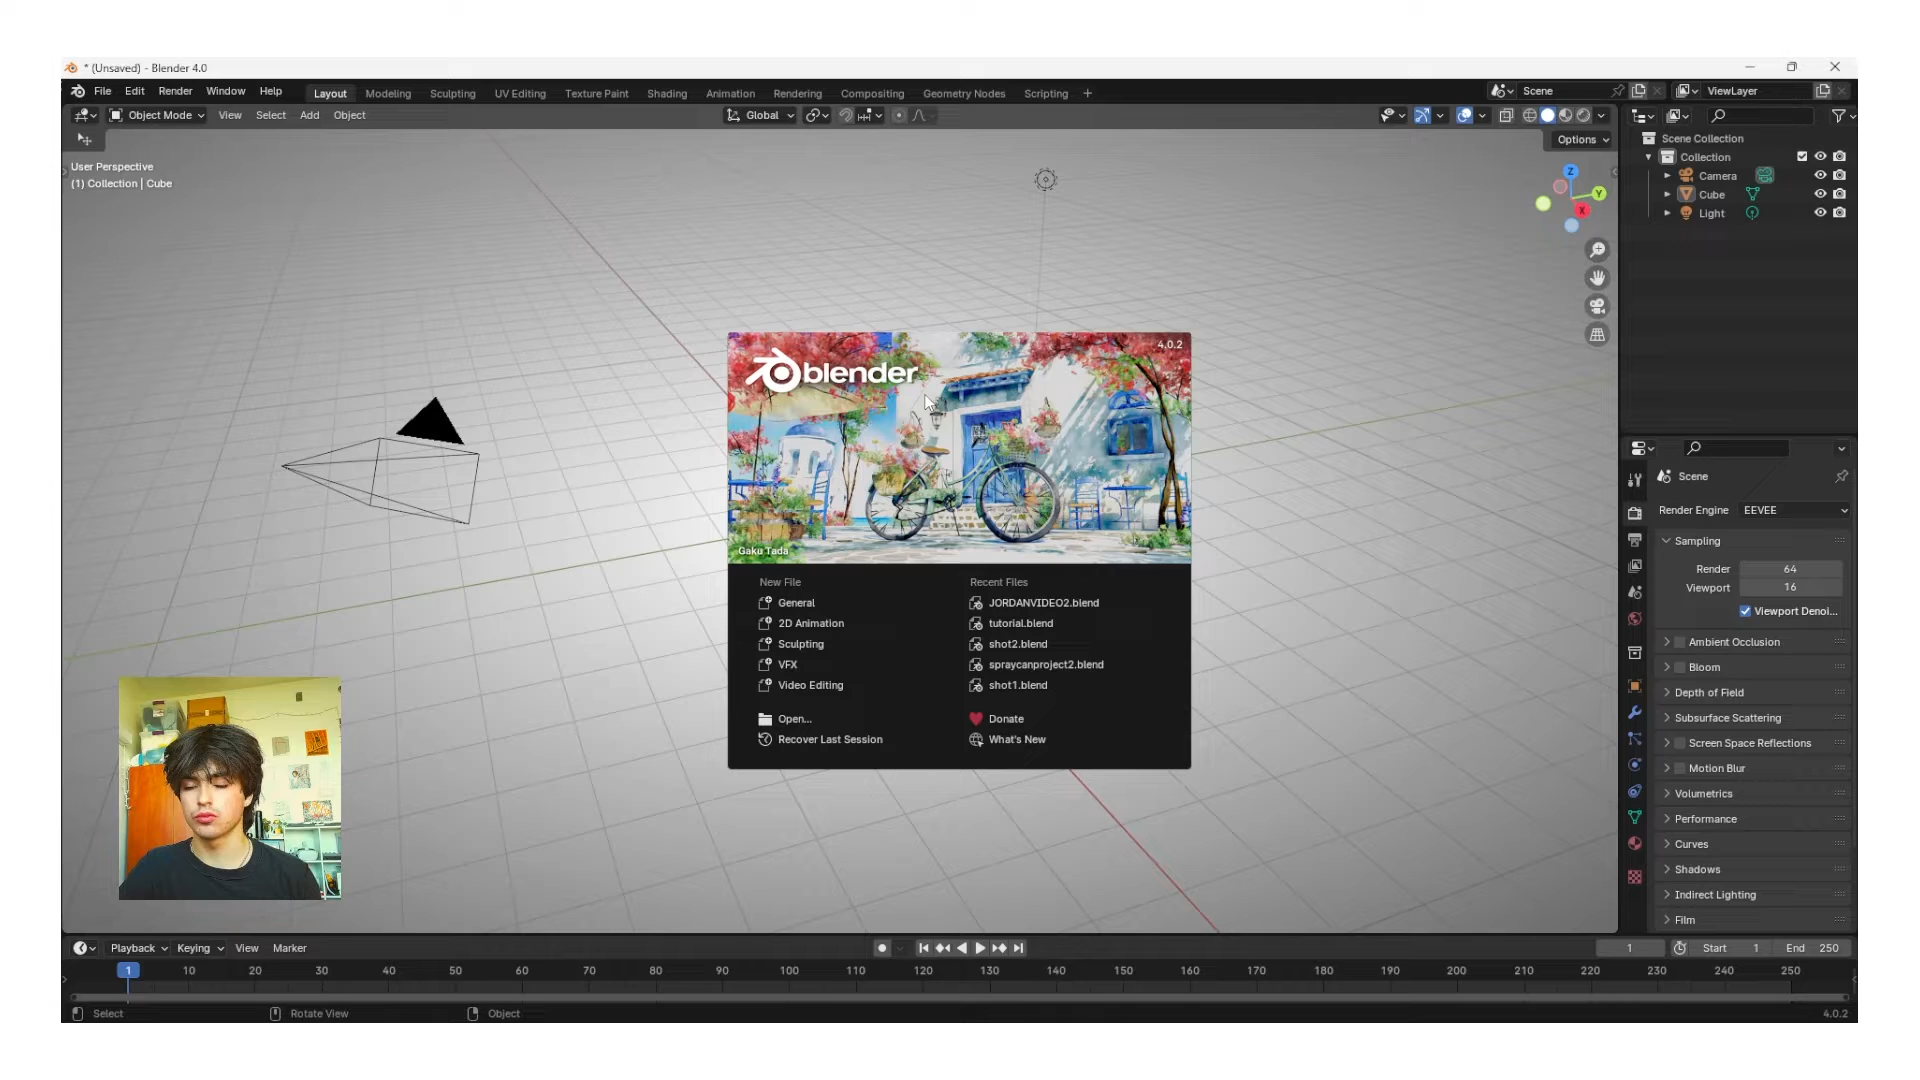 * (Unsaved) - Blender 4.0
File Edit Render Window Help Layout Modeling Sculpting UV Editing Texture Paint Shading Animation Rendering Compositing Geometry Nodes Scripting + Scene ViewLayer
Object Mode View Select Add Object Global
Options
User Perspective
(1) Collection | Cube
Z
Y
X
Scene Collection
Collection
Camera
Cube
Light
blender
4.0.2
Gaku Tada
New File
General
2D Animation
Sculpting
VFX
Video Editing
Open...
Recover Last Session
Recent Files
JORDANVIDEO2.blend
tutorial.blend
shot2.blend
spraycanproject2.blend
shot1.blend
Donate
What's New
Scene
Render Engine EEVEE
Sampling
Render 64
Viewport 16
Viewport Denoi...
Ambient Occlusion
Bloom
Depth of Field
Subsurface Scattering
Screen Space Reflections
Motion Blur
Volumetrics
Performance
Curves
Shadows
Indirect Lighting
Film
Playback Keying View Marker 1 Start 1 End 250
1 10 20 30 40 50 60 70 80 90 100 110 120 130 140 150 160 170 180 190 200 210 220 230 240 250
Select Rotate View Object 4.0.2